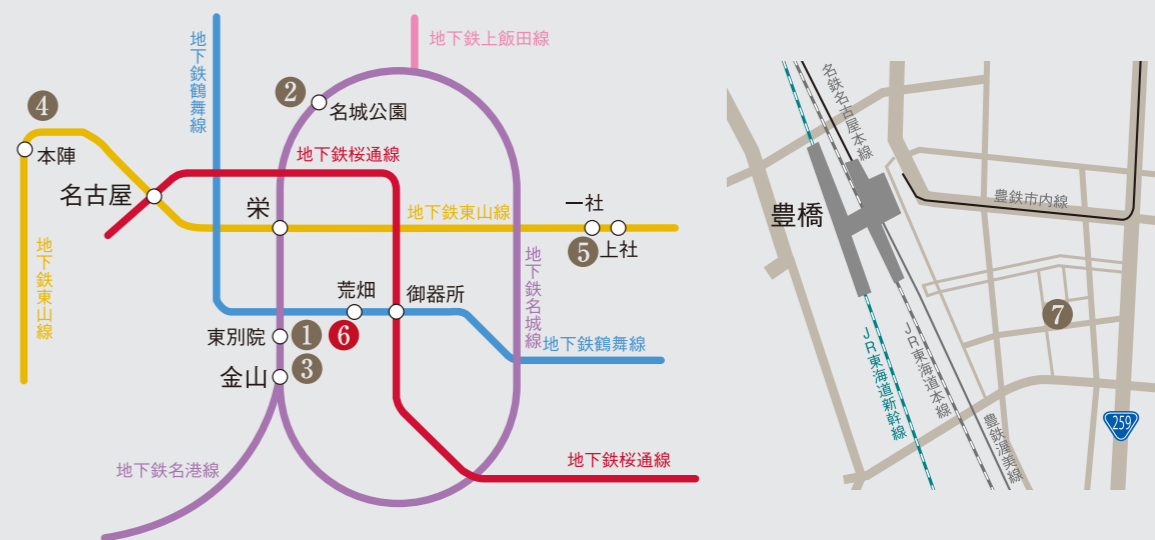 地下鉄上飯田線
地下鉄鶴舞線
2
名城公園
4
本陣
地下鉄桜通線
名古屋
栄
地下鉄東山線
一社
5
上社
地下鉄東山線
地下鉄名城線
荒畑
御器所
東別院
1
6
地下鉄鶴舞線
金山
3
地下鉄名港線
地下鉄桜通線
名鉄名古屋本線
豊鉄市内線
豊橋
7
JR東海道新幹線
JR東海道本線
豊鉄渥美線
259